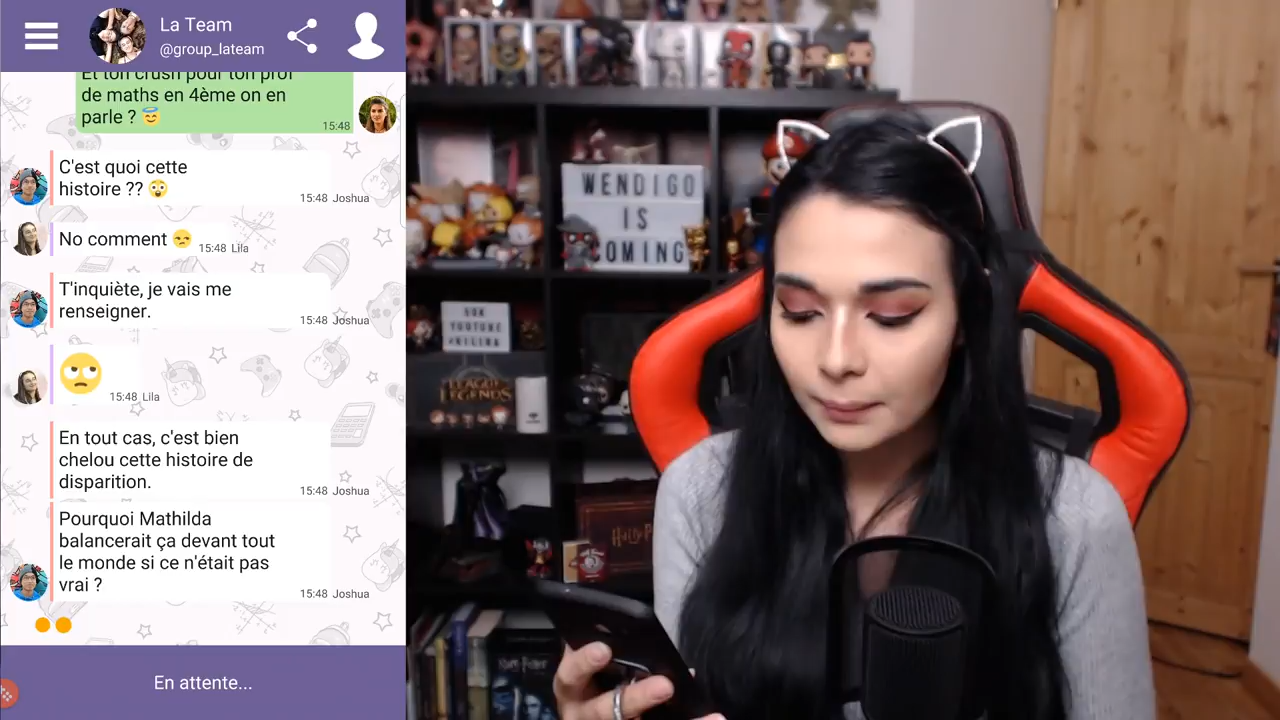 La Team
@group_lateam
Et ton crush pour ton prof
de maths en 4ème on en
parle ? 😇
15:48
C'est quoi cette
histoire ?? 😲
15:48 Joshua
No comment 😒
15:48 Lila
T'inquiète, je vais me
renseigner.
15:48 Joshua
🙄
15:48 Lila
En tout cas, c'est bien
chelou cette histoire de
disparition.
15:48 Joshua
Pourquoi Mathilda
balancerait ça devant tout
le monde si ce n'était pas
vrai ?
15:48 Joshua
En attente...
WENDIGO
IS
COMING
YOUTUBE
LEAGUE OF
LEGENDS
HARRY
HARRY POTTER